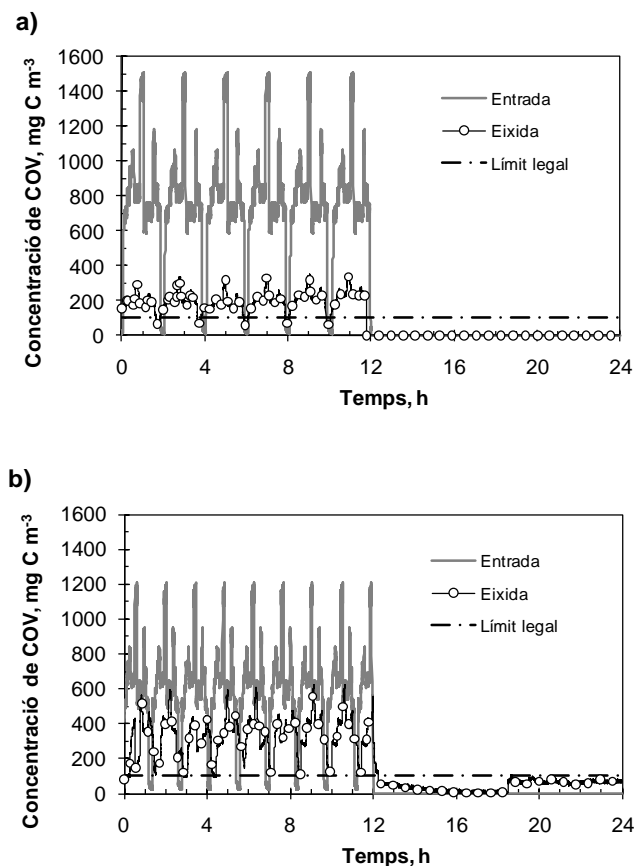 a)
Concentració de COV, mg C m-3
1600
1400
1200
1000
800
600
400
200
0
Entrada
Eixida
Límit legal
0 4 8 12 16 20 24
Temps, h
b)
Concentració de COV, mg C m-3
1600
1400
1200
1000
800
600
400
200
0
Entrada
Eixida
Límit legal
0 4 8 12 16 20 24
Temps, h